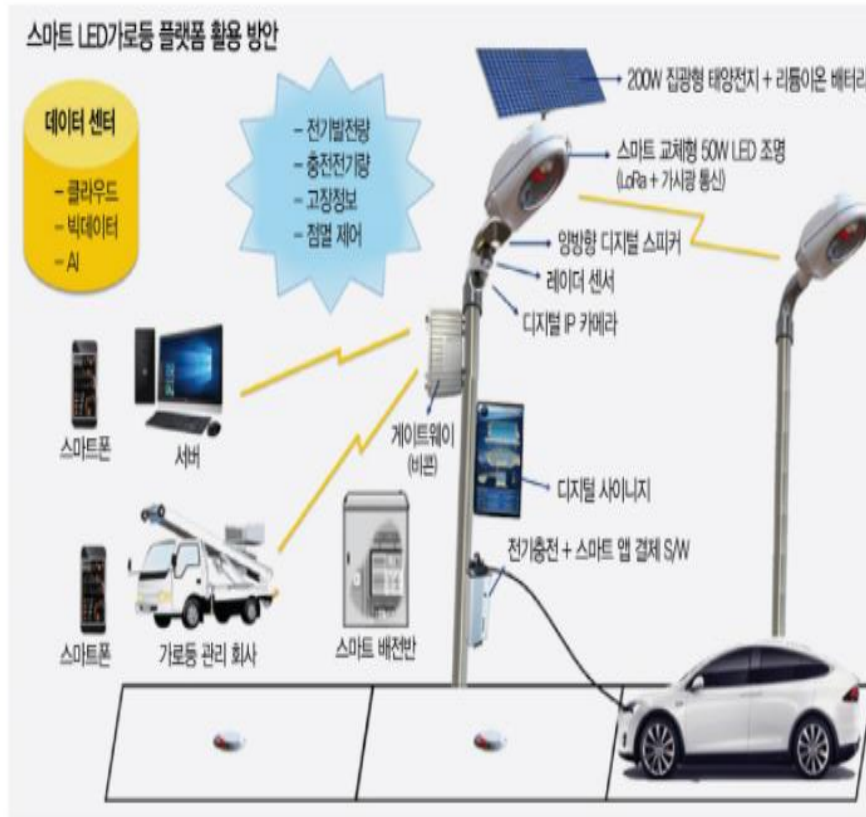 스마트 LED가로등 플랫폼 활용 방안
데이터 센터
- 클라우드
- 빅데이터
- AI
- 전기발전량
- 충전전기량
- 고장정보
- 점멸 제어
200W 집광형 태양전지 + 리튬이온 배터리
스마트 교체형 50W LED 조명
(LoRa + 가시광 통신)
양방향 디지털 스피커
레이더 센서
디지털 IP 카메라
스마트폰
서버
게이트웨이
(비콘)
디지털 사이니지
전기충전 + 스마트 앱 결제 S/W
스마트폰
가로등 관리 회사
스마트 배전반